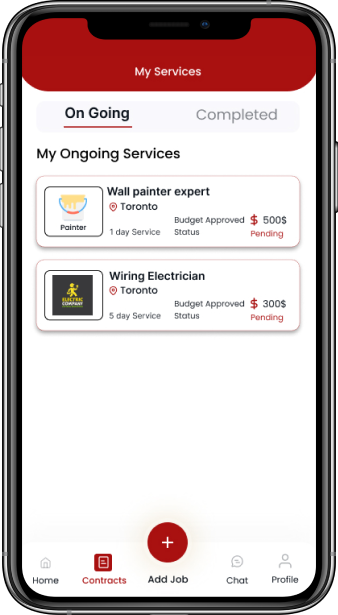 My Services
On Going
Completed
My Ongoing Services
Wall painter expert
Toronto
Painter
1 day Service
Budget Approved $ 500$
Status Pending
Wiring Electrician
Toronto
ELECTRIC
COMPANY
5 day Service
Budget Approved $ 300$
Status Pending
Home
Contracts
Add Job
Chat
Profile